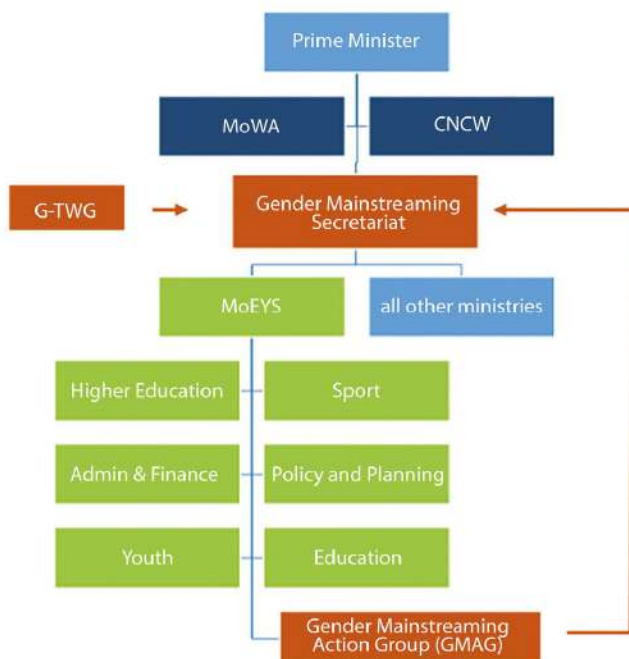 Prime Minister
MoWA
CNCW
G-TWG
Gender Mainstreaming
Secretariat
MoEYS
all other ministries
Higher Education
Sport
Admin & Finance
Policy and Planning
Youth
Education
Gender Mainstreaming
Action Group (GMAG)